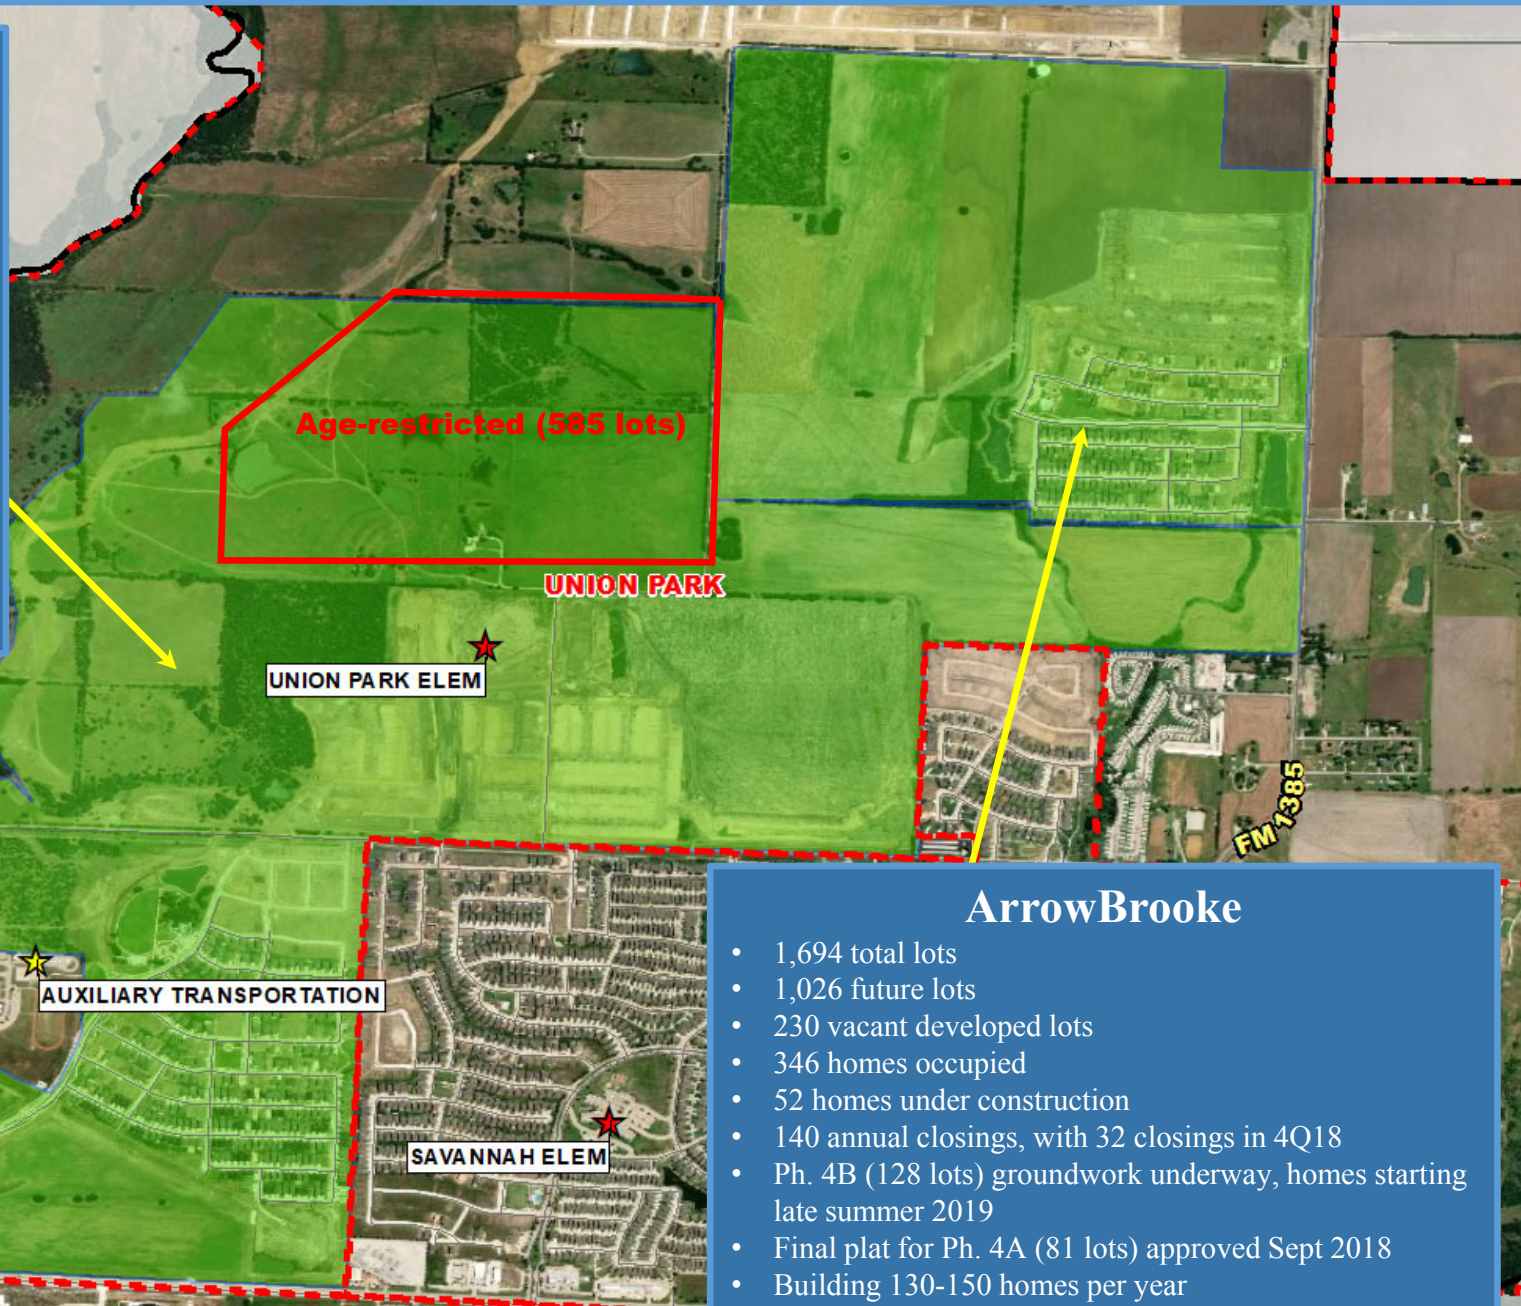 Age-restricted (585 lots)
UNION PARK
UNION PARK ELEM
FM 1385
AUXILIARY TRANSPORTATION
SAVANNAH ELEM
ArrowBrooke
• 1,694 total lots
• 1,026 future lots
• 230 vacant developed lots
• 346 homes occupied
• 52 homes under construction
• 140 annual closings, with 32 closings in 4Q18
• Ph. 4B (128 lots) groundwork underway, homes starting
late summer 2019
• Final plat for Ph. 4A (81 lots) approved Sept 2018
• Building 130-150 homes per year